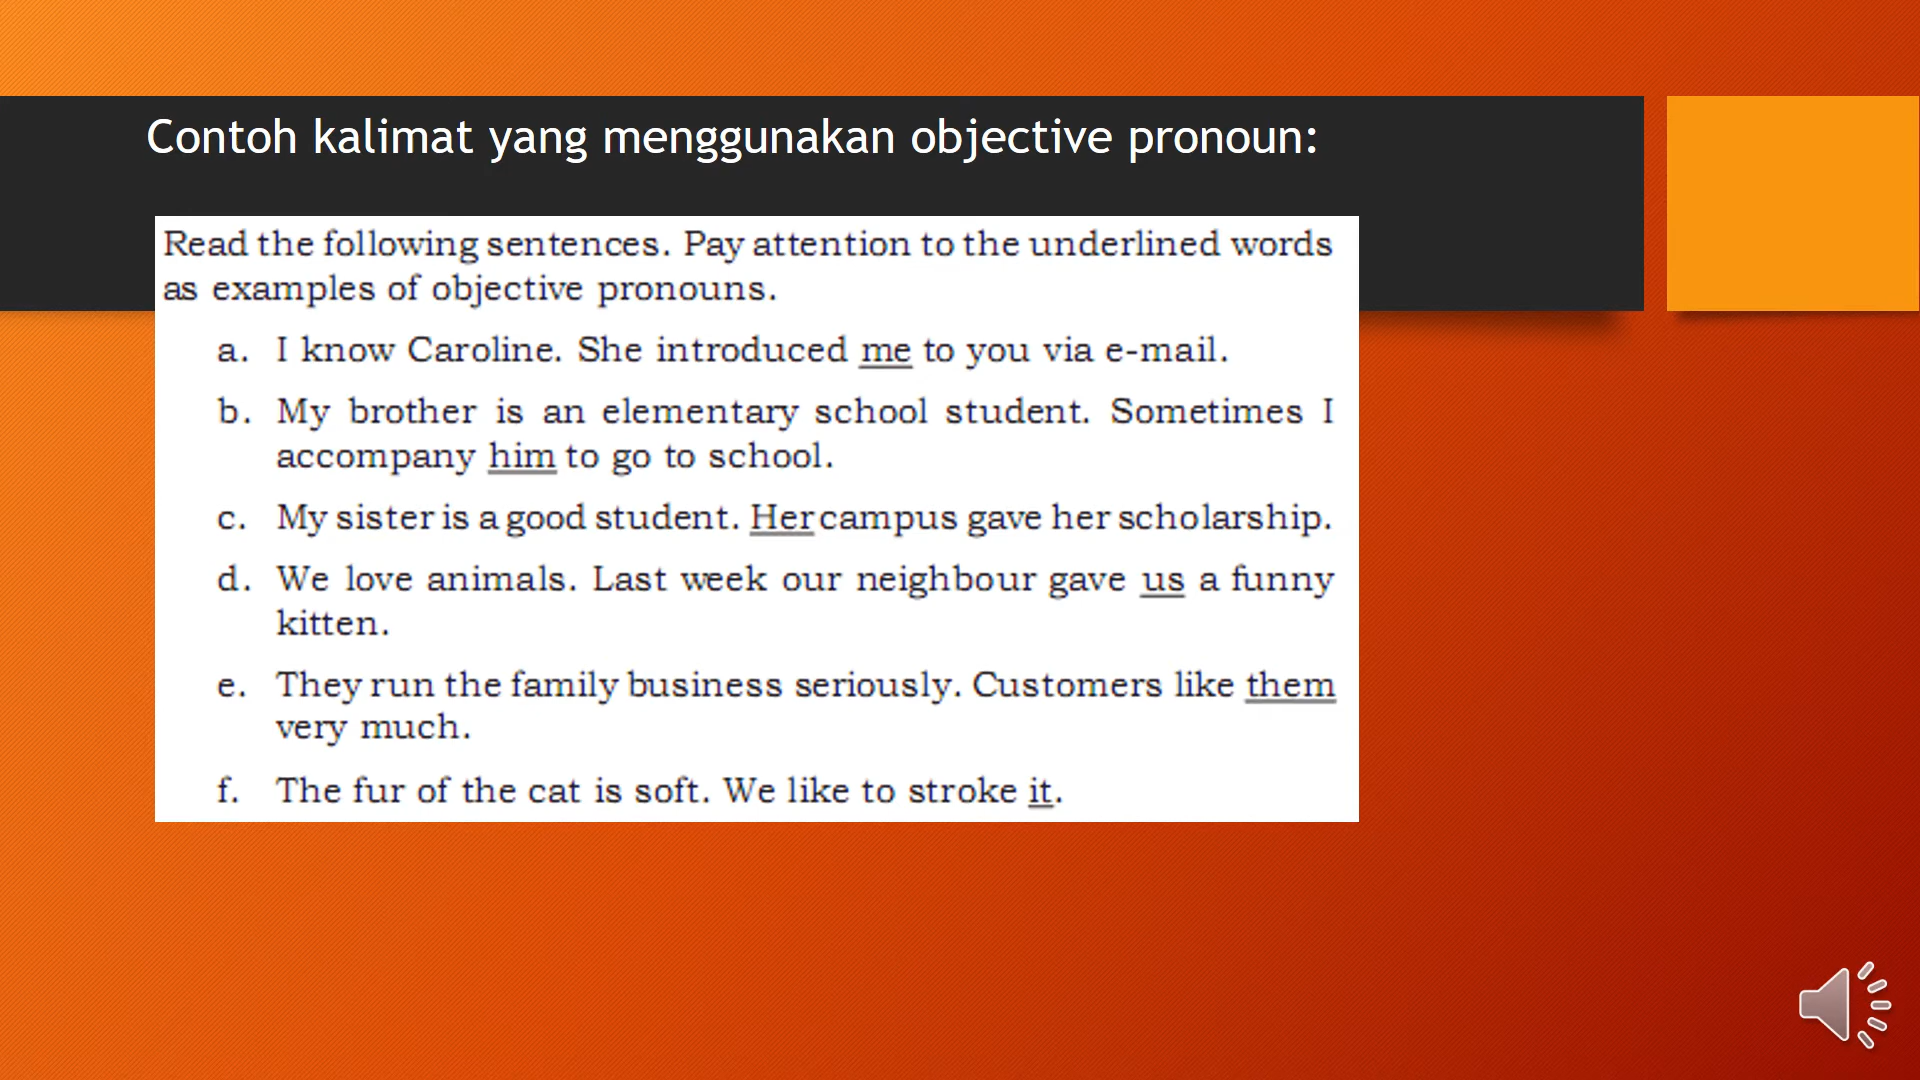 Contoh kalimat yang menggunakan objective pronoun:
Read the following sentences. Pay attention to the underlined words
as examples of objective pronouns.
a. I know Caroline. She introduced me to you via e-mail.
b. My brother is an elementary school student. Sometimes I
accompany him to go to school.
c. My sister is a good student. Her campus gave her scholarship.
d. We love animals. Last week our neighbour gave us a funny
kitten.
e. They run the family business seriously. Customers like them
very much.
f. The fur of the cat is soft. We like to stroke it.